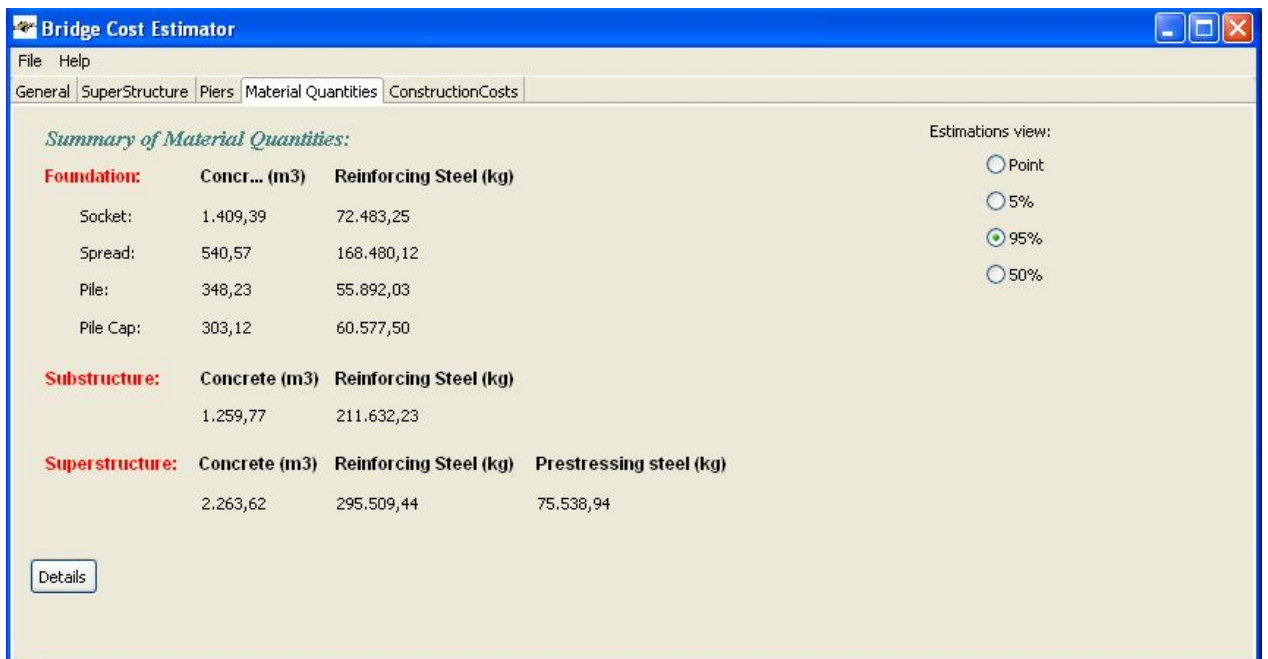 Bridge Cost Estimator
File Help
General SuperStructure Piers Material Quantities ConstructionCosts
Summary of Material Quantities:
Estimations view:
Foundation: Concr... (m3) Reinforcing Steel (kg)
Point
Socket: 1.409,39 72.483,25
5%
Spread: 540,57 168.480,12
95%
Pile: 348,23 55.892,03
50%
Pile Cap: 303,12 60.577,50
Substructure: Concrete (m3) Reinforcing Steel (kg)
1.259,77 211.632,23
Superstructure: Concrete (m3) Reinforcing Steel (kg) Prestressing steel (kg)
2.263,62 295.509,44 75.538,94
Details